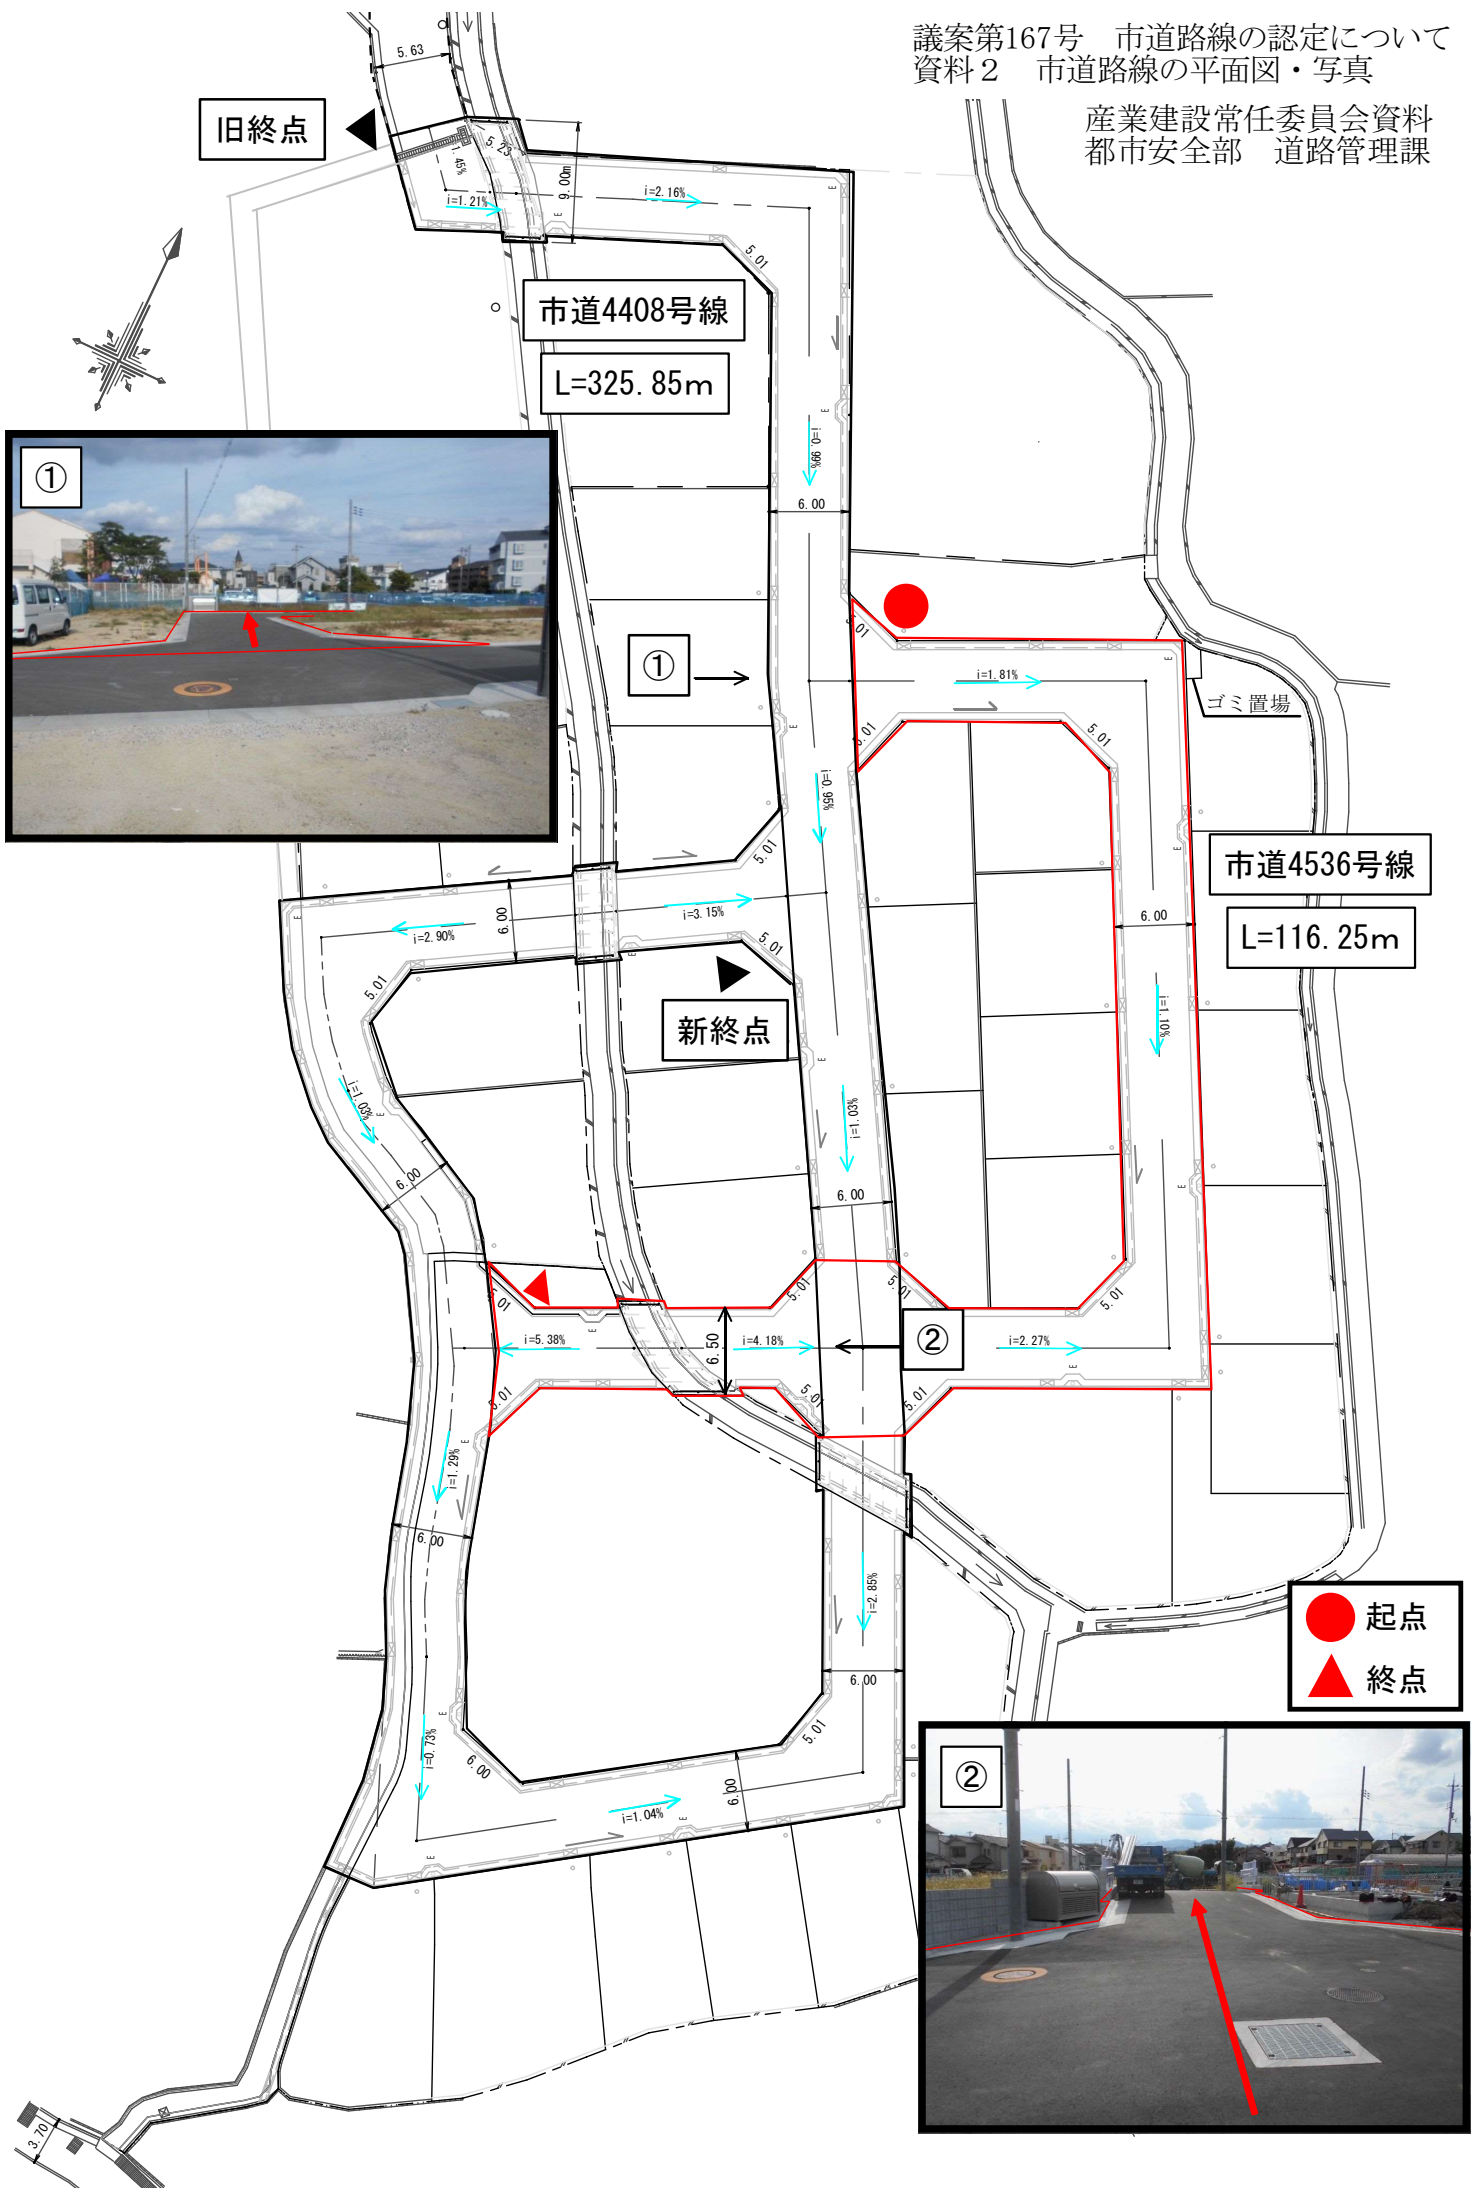 議案第167号　市道路線の認定について
資料２　市道路線の平面図・写真
産業建設常任委員会資料
都市安全部　道路管理課
5.63
旧終点
5.23
1.45%
9.00m
i=1.21%
i=2.16%
E
E
5.01
市道4408号線
L=325.85m
E
i=0.99%
①
6.00
①
5.01
i=1.81%
E
ゴミ置場
5.01
5.01
E
i=0.95%
E
E
5.01
市道4536号線
L=116.25m
E
6.00
i=3.15%
i=2.90%
E
5.01
6.00
5.01
新終点
i=1.10%
E
i=1.03%
E
i=1.03%
6.00
E
6.00
E
5.01
5.01
5.01
5.01
E
i=5.38%
6.50
i=4.18%
②
i=2.27%
E
5.01
5.01
5.01
E
i=1.29%
6.00
i=2.85%
E
起点
終点
6.00
E
i=0.73%
5.01
6.00
6.00
E
i=1.04%
E
E
②
3.70